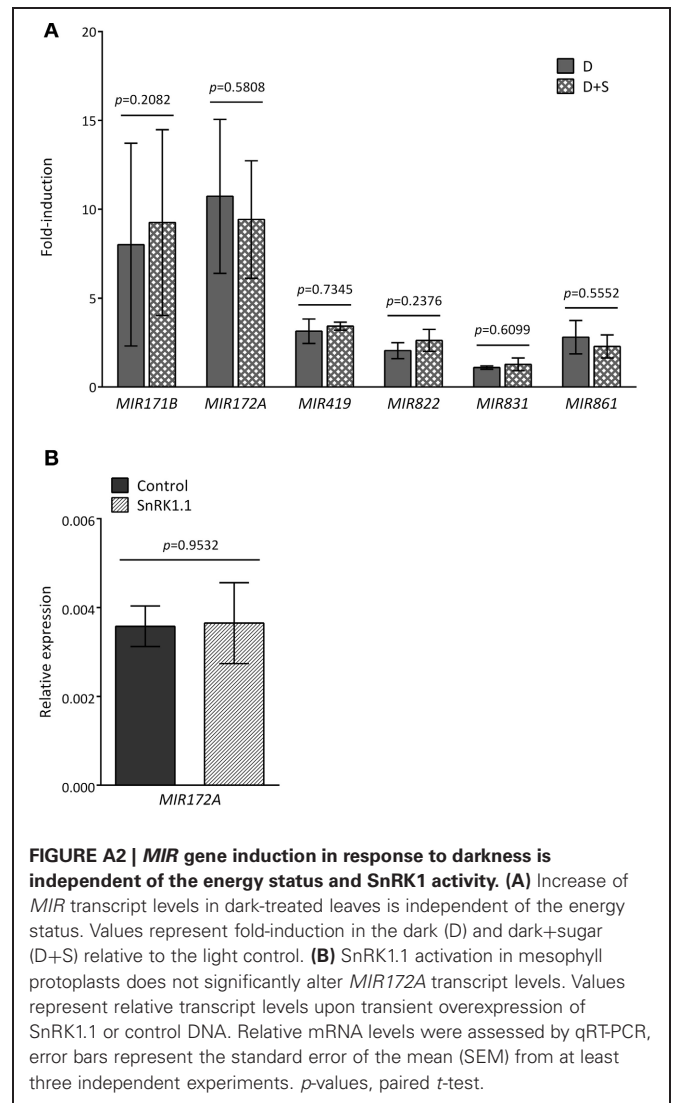 A
20
15
10
5
0
Fold-induction
D
D+S
p=0.2082
p=0.5808
p=0.7345
p=0.2376
p=0.6099
p=0.5552
MIR171B MIR172A MIR419 MIR822 MIR831 MIR861
B
Control
SnRK1.1
0.006
0.004
0.002
0.000
Relative expression
p=0.9532
MIR172A
FIGURE A2 | MIR gene induction in response to darkness is
independent of the energy status and SnRK1 activity. (A) Increase of
MIR transcript levels in dark-treated leaves is independent of the energy
status. Values represent fold-induction in the dark (D) and dark+sugar
(D+S) relative to the light control. (B) SnRK1.1 activation in mesophyll
protoplasts does not significantly alter MIR172A transcript levels. Values
represent relative transcript levels upon transient overexpression of
SnRK1.1 or control DNA. Relative mRNA levels were assessed by qRT-PCR,
error bars represent the standard error of the mean (SEM) from at least
three independent experiments. p-values, paired t-test.